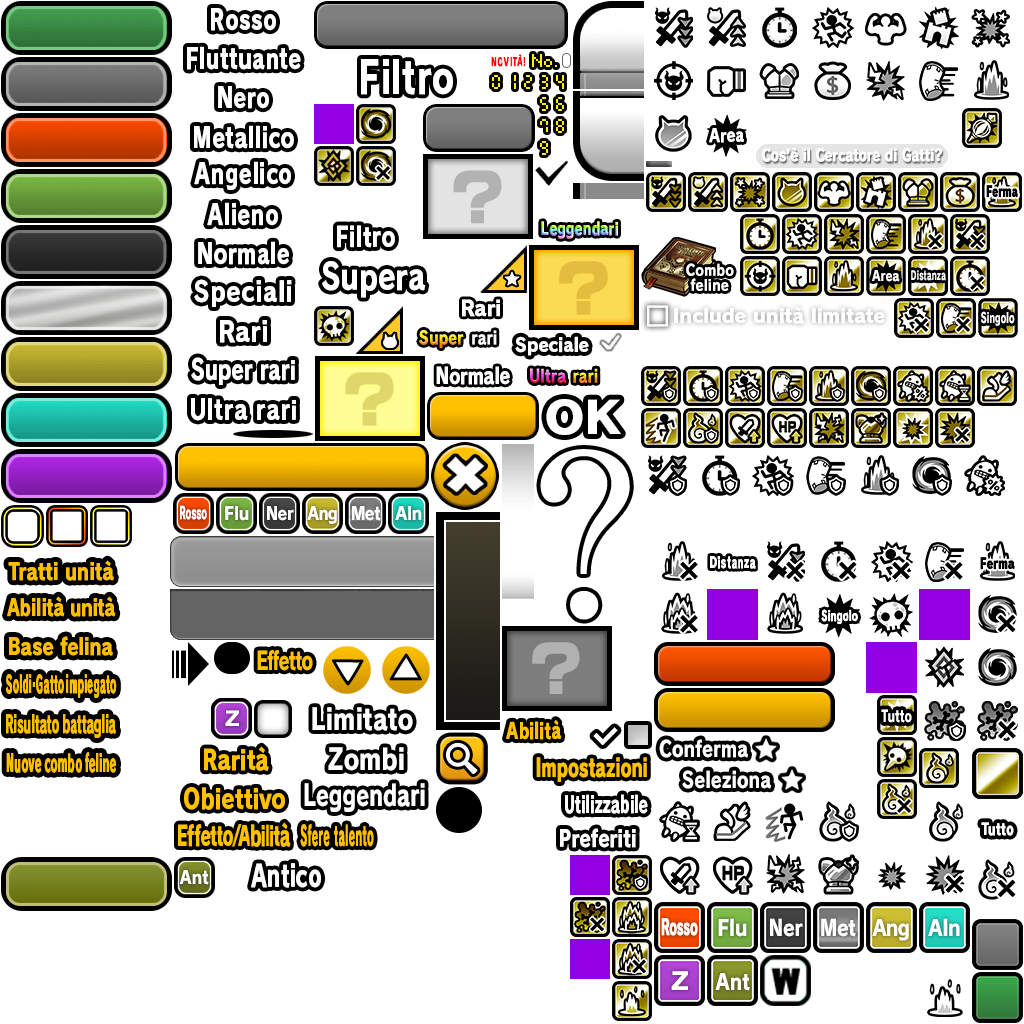 Rosso
Fluttuante
Nero
Metallico
Angelico
Alieno
Normale
Speciali
Rari
Super rari
Ultra rari
Filtro
NOVITÀ! No. 0
0 1 2 3 4
5 6
7 8
9
?
Filtro
Supera
Leggendari
?
Rari
Super rari
Speciale
Normale
Ultra rari
?
OK
?
Rosso
Flu
Ner
Ang
Met
Aln
Tratti unità
Abilità unità
Base felina
Soldi-Gatto impiegato
Risultato battaglia
Nuove combo feline
Effetto
Z
Limitato
Rarità
Zombi
Obiettivo
Leggendari
Effetto/Abilità
Sfere talento
Ant
Antico
?
Abilità
Impostazioni
Utilizzabile
Preferiti
$
Area
Cos'è il Cercatore di Gatti?
$
Ferma
Combo
feline
Area
Distanza
Include unità limitate
Singolo
%
HP
%
Distanza
Ferma
Singolo
Tutto
Conferma
Seleziona
Tutto
HP
Rosso
Flu
Ner
Met
Ang
Aln
Z
Ant
W